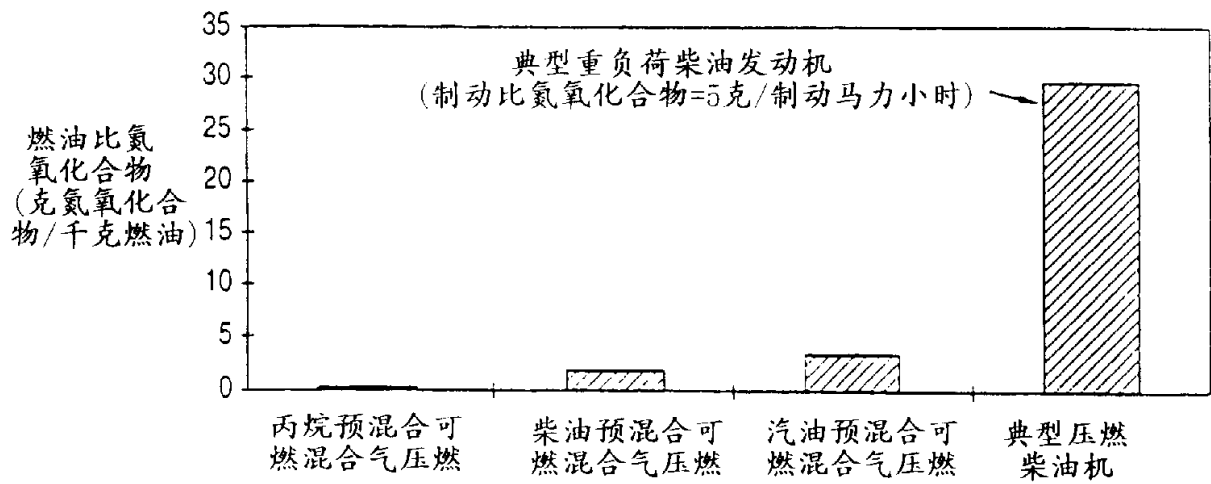 35
30
25
20
15
10
5
0
典型重负荷柴油发动机
(制动比氮氧化合物=5克/制动马力小时)
燃油比氮
氧化合物
(克氮氧化合
物/千克燃油)
丙烷预混合可
燃混合气压燃
柴油预混合可
燃混合气压燃
汽油预混合可
燃混合气压燃
典型压燃
柴油机